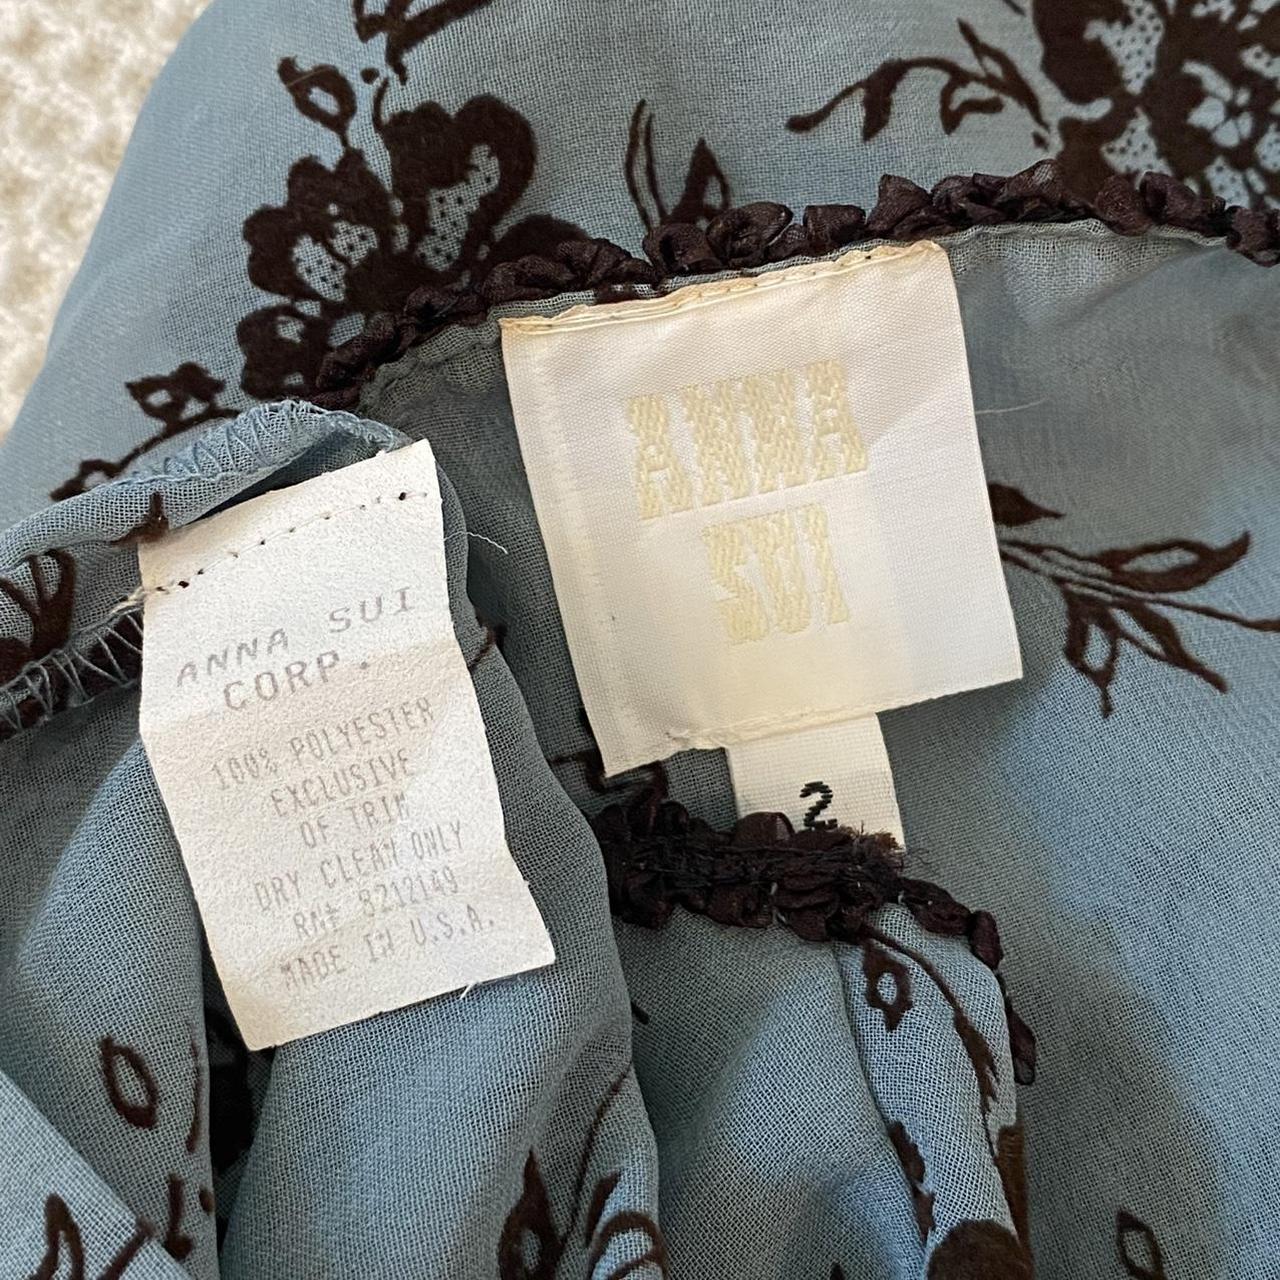 ANNA
SUI
2
ANNA SUI
CORP.
100% POLYESTER
EXCLUSIVE
OF TRIM
DRY CLEAN ONLY
RN# 8212149
MADE IN U.S.A.